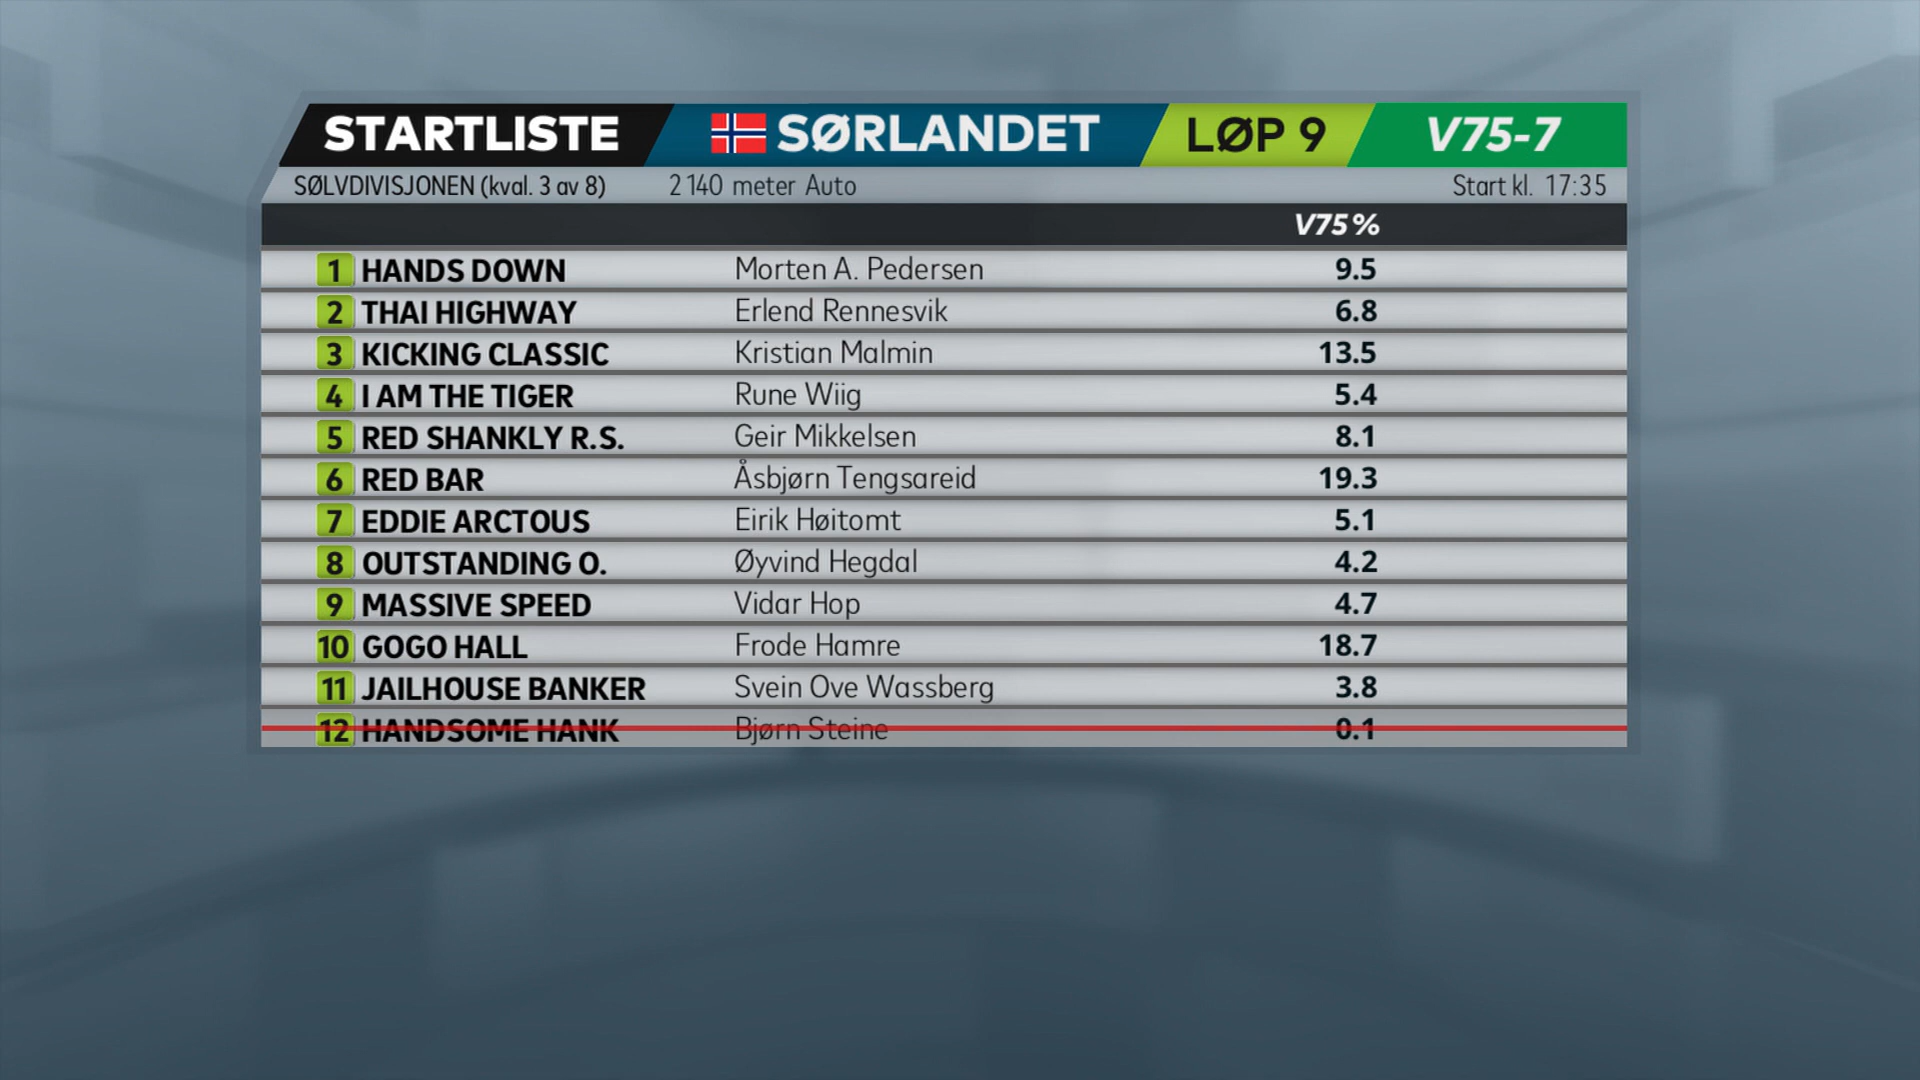 STARTLISTE SØRLANDET LØP 9 V75-7
SØLVDIVISJONEN (kval. 3 av 8) 2140 meter Auto Start kl. 17:35
V75%
1 HANDS DOWN Morten A. Pedersen 9.5
2 THAI HIGHWAY Erlend Rennesvik 6.8
3 KICKING CLASSIC Kristian Malmin 13.5
4 I AM THE TIGER Rune Wiig 5.4
5 RED SHANKLY R.S. Geir Mikkelsen 8.1
6 RED BAR Åsbjørn Tengsareid 19.3
7 EDDIE ARCTOUS Eirik Høitomt 5.1
8 OUTSTANDING O. Øyvind Hegdal 4.2
9 MASSIVE SPEED Vidar Hop 4.7
10 GOGO HALL Frode Hamre 18.7
11 JAILHOUSE BANKER Svein Ove Wassberg 3.8
12 HANDSOME HANK Bjørn Steine 0.1